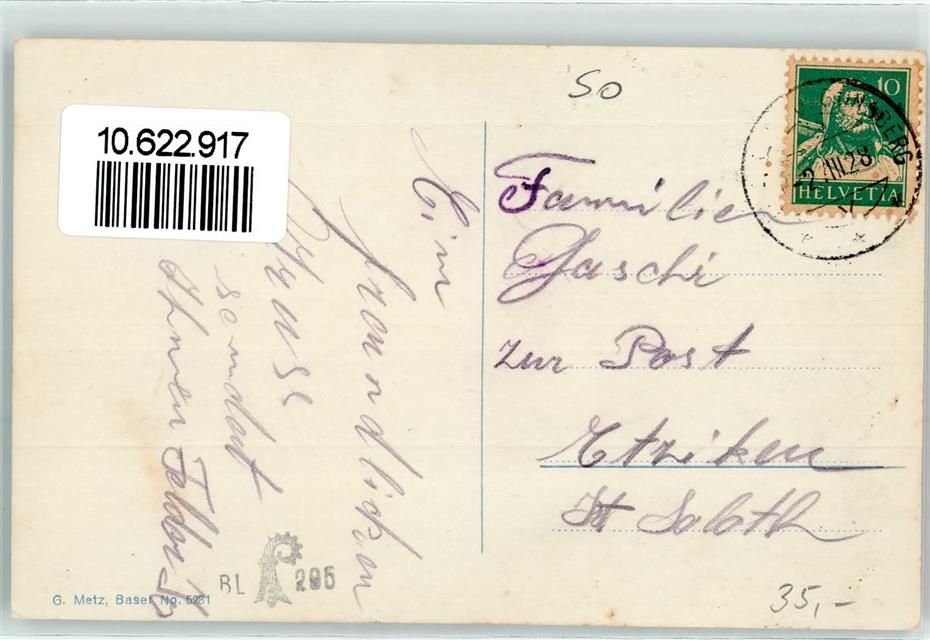 10.622.917
Ein
freundlichen
Gruss
sendet
Ihnen
SO
10
HELVETIA
Familien
Gaschi
zur Post
Etziken
Kt Soloth
35,-
BL 295
G. Metz, Basel No. 5281